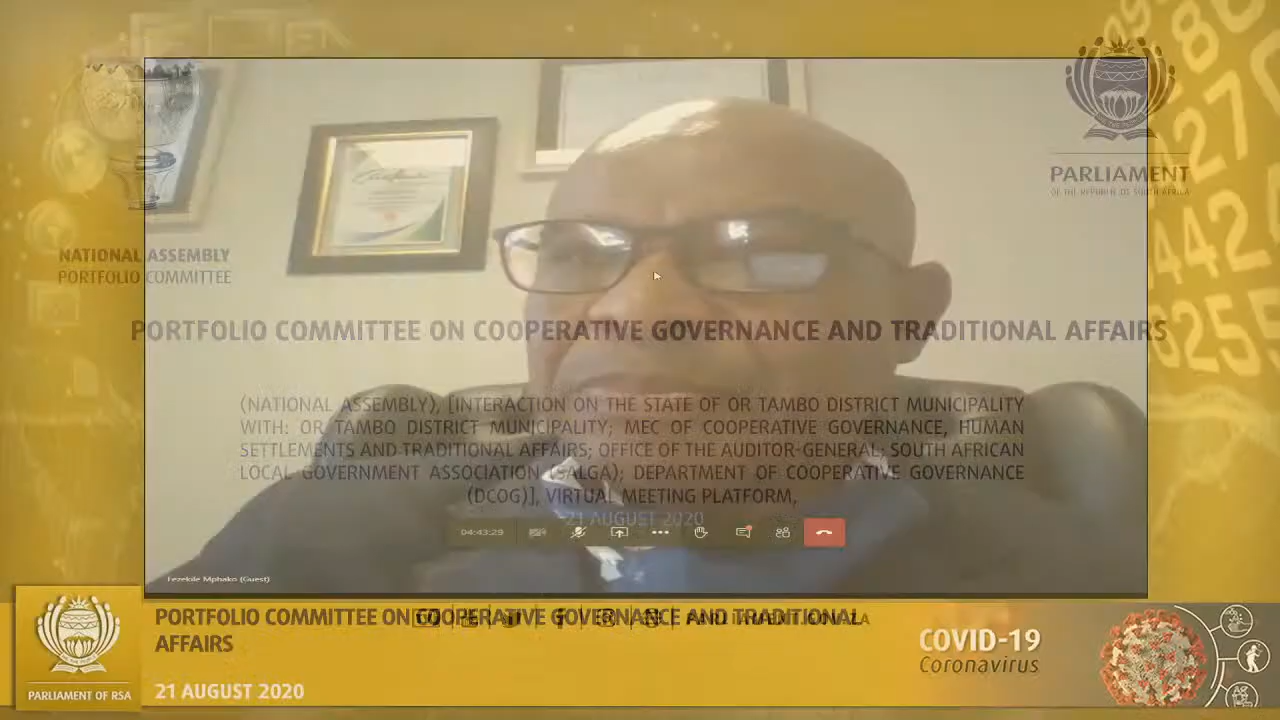 PARLIAMENT
OF THE REPUBLIC OF SOUTH AFRICA
NATIONAL ASSEMBLY
PORTFOLIO COMMITTEE
PORTFOLIO COMMITTEE ON COOPERATIVE GOVERNANCE AND TRADITIONAL AFFAIRS
(NATIONAL ASSEMBLY), [INTERACTION ON THE STATE OF OR TAMBO DISTRICT MUNICIPALITY
WITH: OR TAMBO DISTRICT MUNICIPALITY; MEC OF COOPERATIVE GOVERNANCE, HUMAN
SETTLEMENTS AND TRADITIONAL AFFAIRS; OFFICE OF THE AUDITOR-GENERAL; SOUTH AFRICAN
LOCAL GOVERNMENT ASSOCIATION (SALGA); DEPARTMENT OF COOPERATIVE GOVERNANCE
(DCOG)], VIRTUAL MEETING PLATFORM,
21 AUGUST 2020
04:43:29
Fezekile Mphako (Guest)
PORTFOLIO COMMITTEE ON COOPERATIVE GOVERNANCE AND TRADITIONAL
AFFAIRS
21 AUGUST 2020
PARLIAMENT OF RSA
COVID-19
Coronavirus